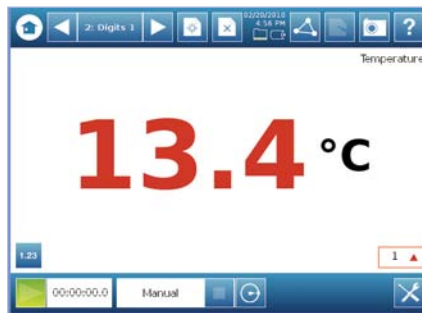 2: Digits 1
02/20/2010
4:56 PM
?
Temperature
13.4 °C
1.23
1
00:00:00.0
Manual